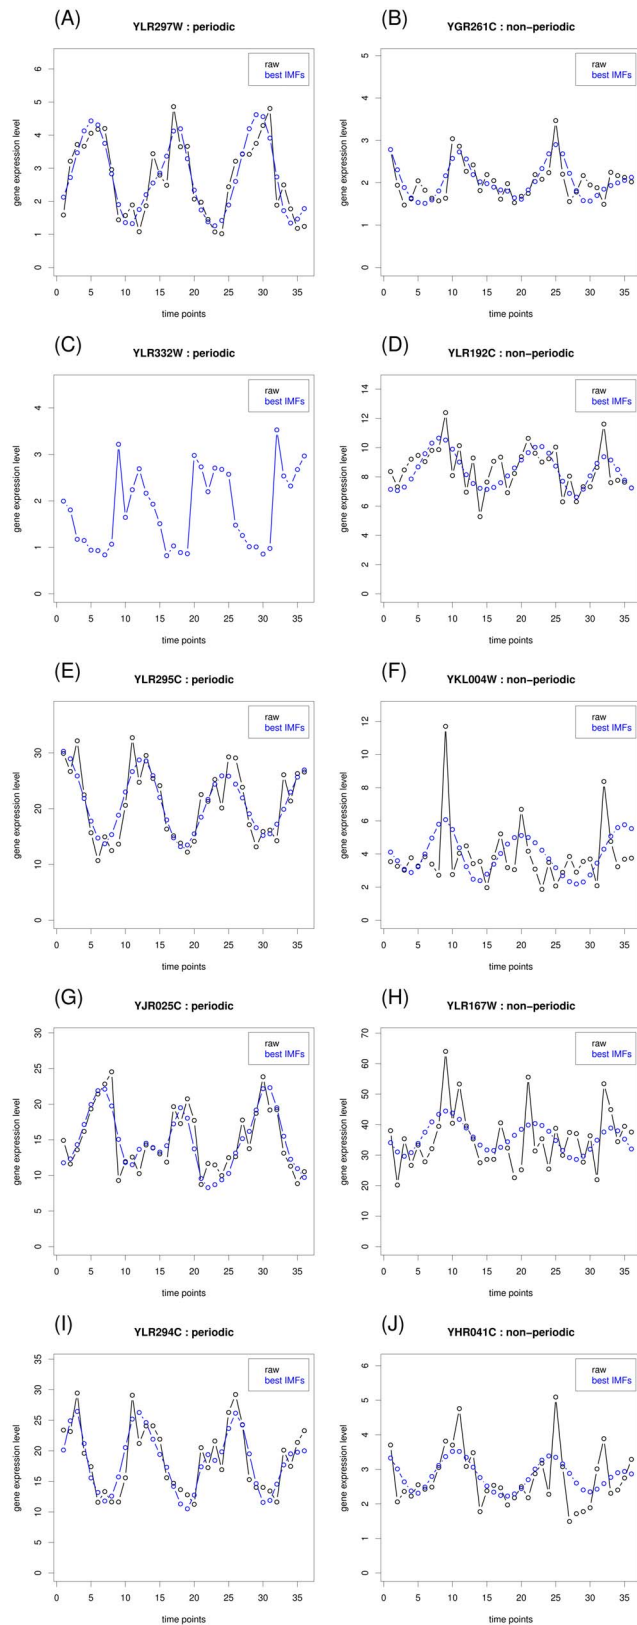 (A)
YLR297W : periodic
raw
best IMFs
gene expression level
0 1 2 3 4 5 6
0 5 10 15 20 25 30 35
time points
(B)
YGR261C : non−periodic
raw
best IMFs
gene expression level
0 1 2 3 4 5
0 5 10 15 20 25 30 35
time points
(C)
YLR332W : periodic
raw
best IMFs
gene expression level
0 1 2 3 4
0 5 10 15 20 25 30 35
time points
(D)
YLR192C : non−periodic
raw
best IMFs
gene expression level
0 2 4 6 8 10 12 14
0 5 10 15 20 25 30 35
time points
(E)
YLR295C : periodic
raw
best IMFs
gene expression level
0 10 20 30
0 5 10 15 20 25 30 35
time points
(F)
YKL004W : non−periodic
raw
best IMFs
gene expression level
0 2 4 6 8 10 12
0 5 10 15 20 25 30 35
time points
(G)
YJR025C : periodic
raw
best IMFs
gene expression level
0 5 10 15 20 25 30
0 5 10 15 20 25 30 35
time points
(H)
YLR167W : non−periodic
raw
best IMFs
gene expression level
0 10 20 30 40 50 60 70
0 5 10 15 20 25 30 35
time points
(I)
YLR294C : periodic
raw
best IMFs
gene expression level
0 5 10 15 20 25 30 35
0 5 10 15 20 25 30 35
time points
(J)
YHR041C : non−periodic
raw
best IMFs
gene expression level
0 1 2 3 4 5 6
0 5 10 15 20 25 30 35
time points